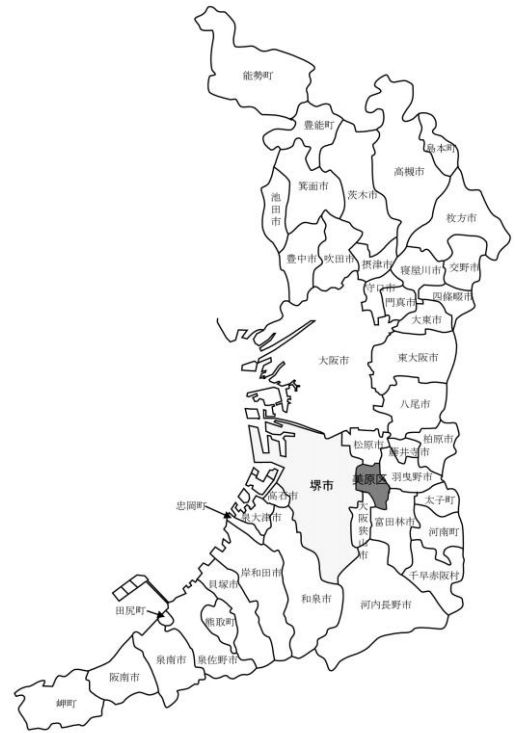 能勢町
豊能町
島本町
高槻市
茨木市
箕面市
池田市
枚方市
豊中市
吹田市
摂津市
寝屋川市
交野市
守口市
門真市
四條畷市
大東市
大阪市
東大阪市
八尾市
松原市
柏原市
藤井寺市
堺市
美原区
羽曳野市
高石市
太子町
忠岡町
泉大津市
大阪狭山市
富田林市
河南町
岸和田市
千早赤阪村
貝塚市
和泉市
河内長野市
田尻町
熊取町
泉南市
泉佐野市
阪南市
岬町